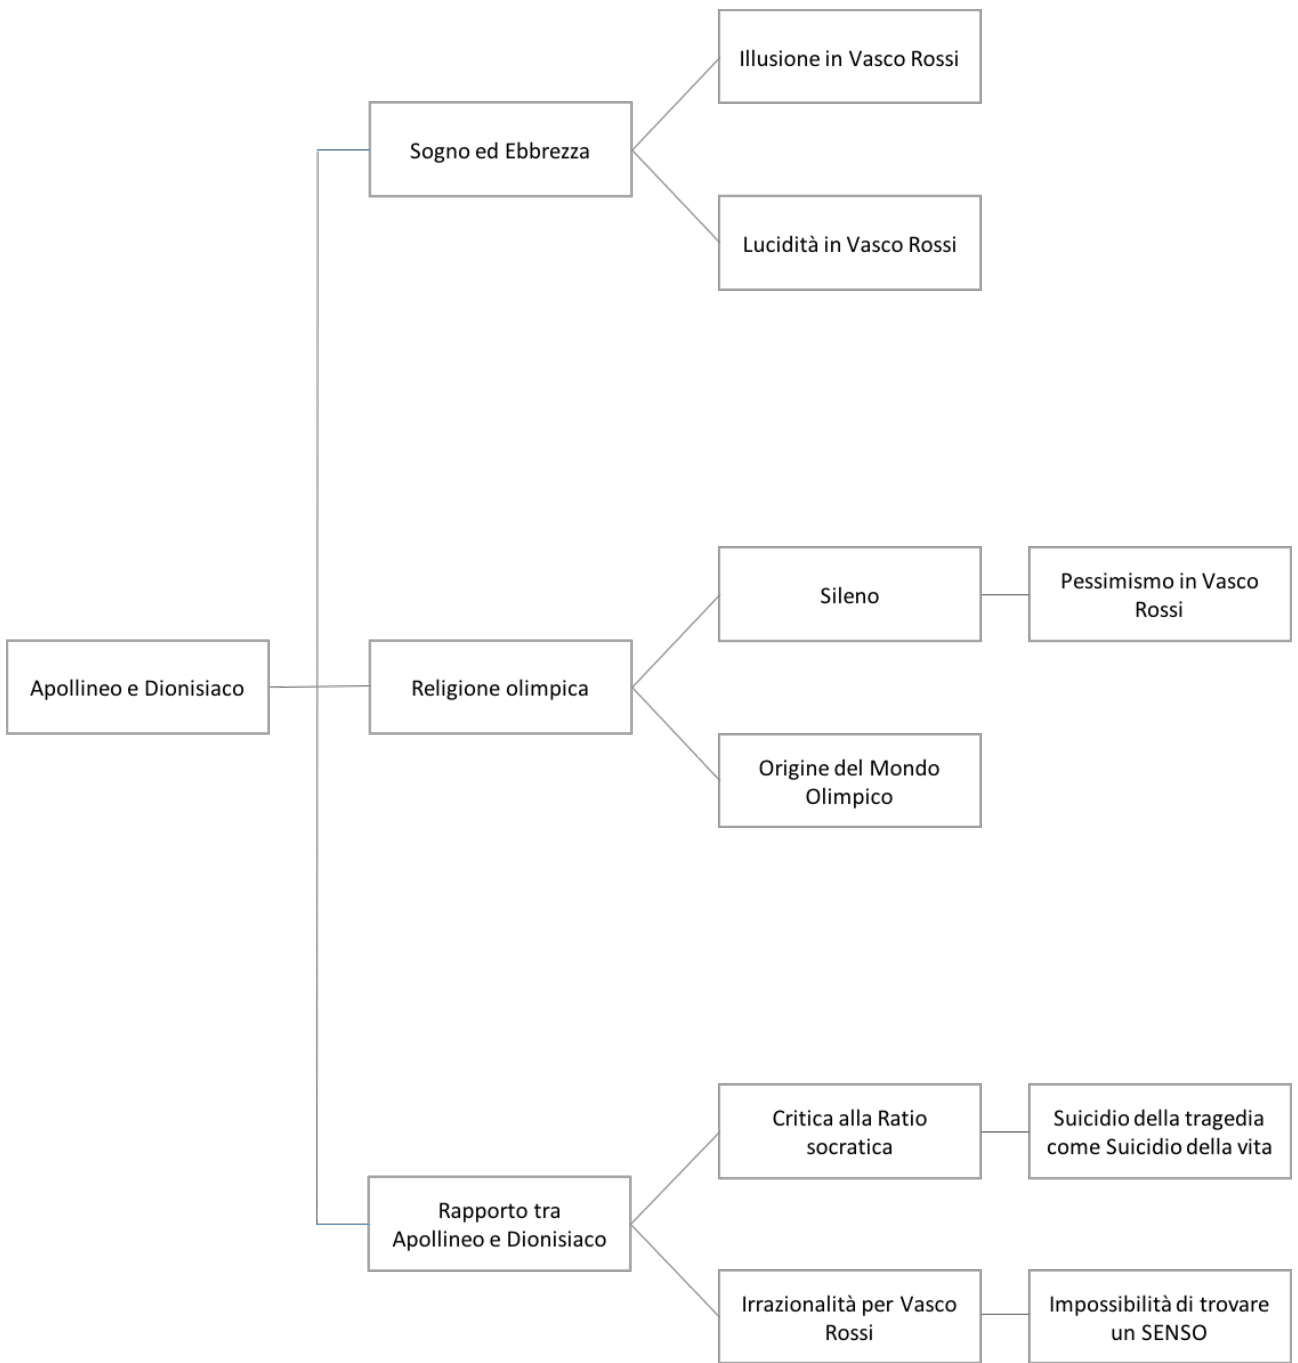 Illusione in Vasco Rossi
Sogno ed Ebbrezza
Lucidità in Vasco Rossi
Sileno
Pessimismo in Vasco
Rossi
Apollineo e Dionisiaco
Religione olimpica
Origine del Mondo
Olimpico
Critica alla Ratio
socratica
Suicidio della tragedia
come Suicidio della vita
Rapporto tra
Apollineo e Dionisiaco
Irrazionalità per Vasco
Rossi
Impossibilità di trovare
un SENSO